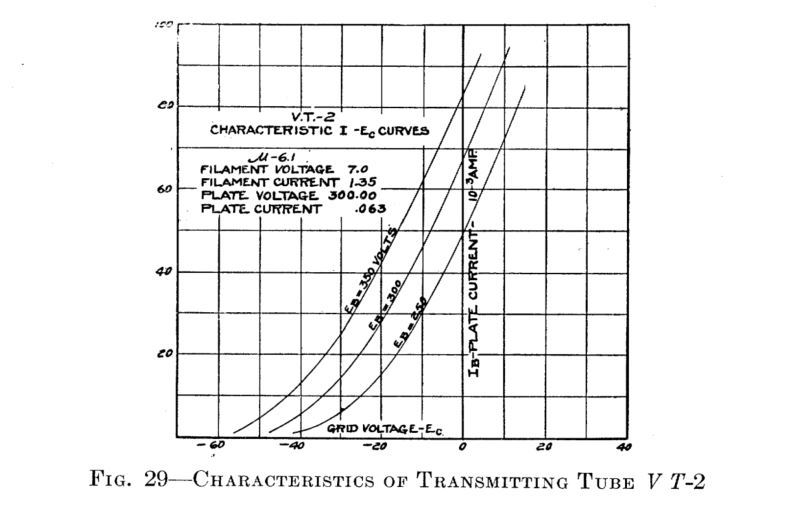 100
80
60
40
20
V.T.-2
CHARACTERISTIC I -Ec CURVES
μ-6.1
FILAMENT VOLTAGE 7.0
FILAMENT CURRENT 1.35
PLATE VOLTAGE 300.00
PLATE CURRENT .063
EB=350 VOLTS
EB=300
EB=250
IB-PLATE CURRENT- 10-3AMP.
GRID VOLTAGE-Ec
-60 -40 -20 0 20 40
FIG. 29—CHARACTERISTICS OF TRANSMITTING TUBE V T-2